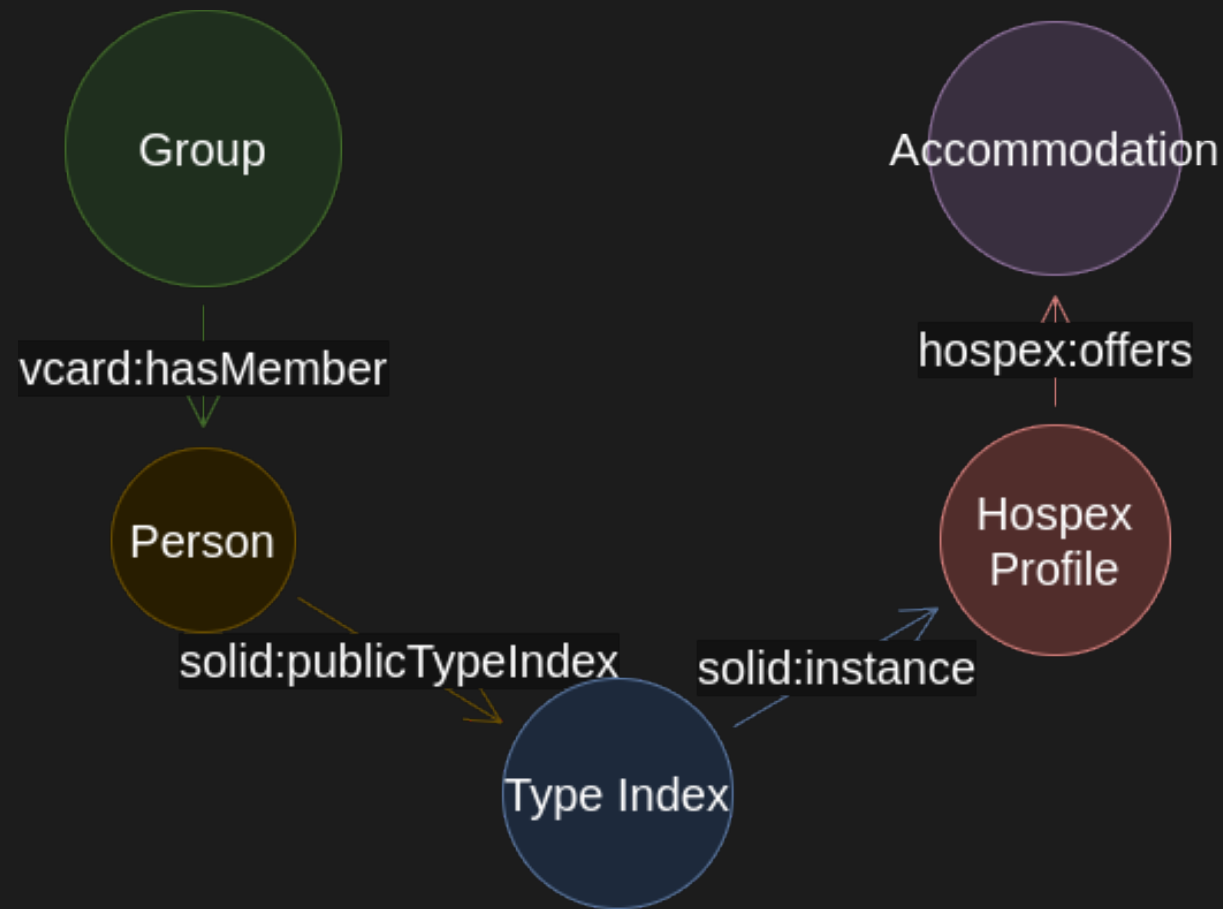 Group
Accommodation
vcard:hasMember
hospex:offers
Person
Hospex
Profile
solid:publicTypeIndex
solid:instance
Type Index